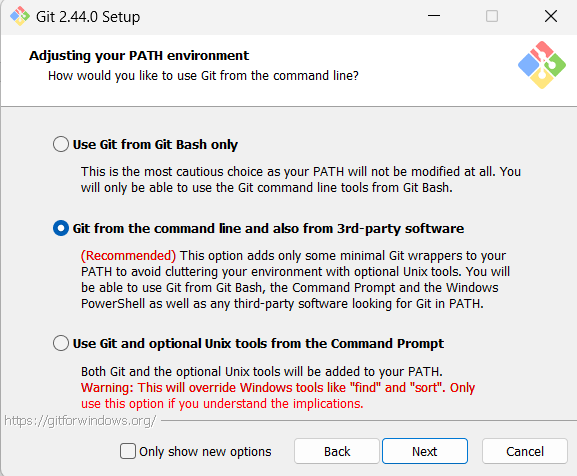 Git 2.44.0 Setup
Adjusting your PATH environment
How would you like to use Git from the command line?
Use Git from Git Bash only
This is the most cautious choice as your PATH will not be modified at all. You
will only be able to use the Git command line tools from Git Bash.
Git from the command line and also from 3rd-party software
(Recommended) This option adds only some minimal Git wrappers to your
PATH to avoid cluttering your environment with optional Unix tools. You will
be able to use Git from Git Bash, the Command Prompt and the Windows
PowerShell as well as any third-party software looking for Git in PATH.
Use Git and optional Unix tools from the Command Prompt
Both Git and the optional Unix tools will be added to your PATH.
Warning: This will override Windows tools like "find" and "sort". Only
use this option if you understand the implications.
https://gitforwindows.org/
Only show new options
Back
Next
Cancel